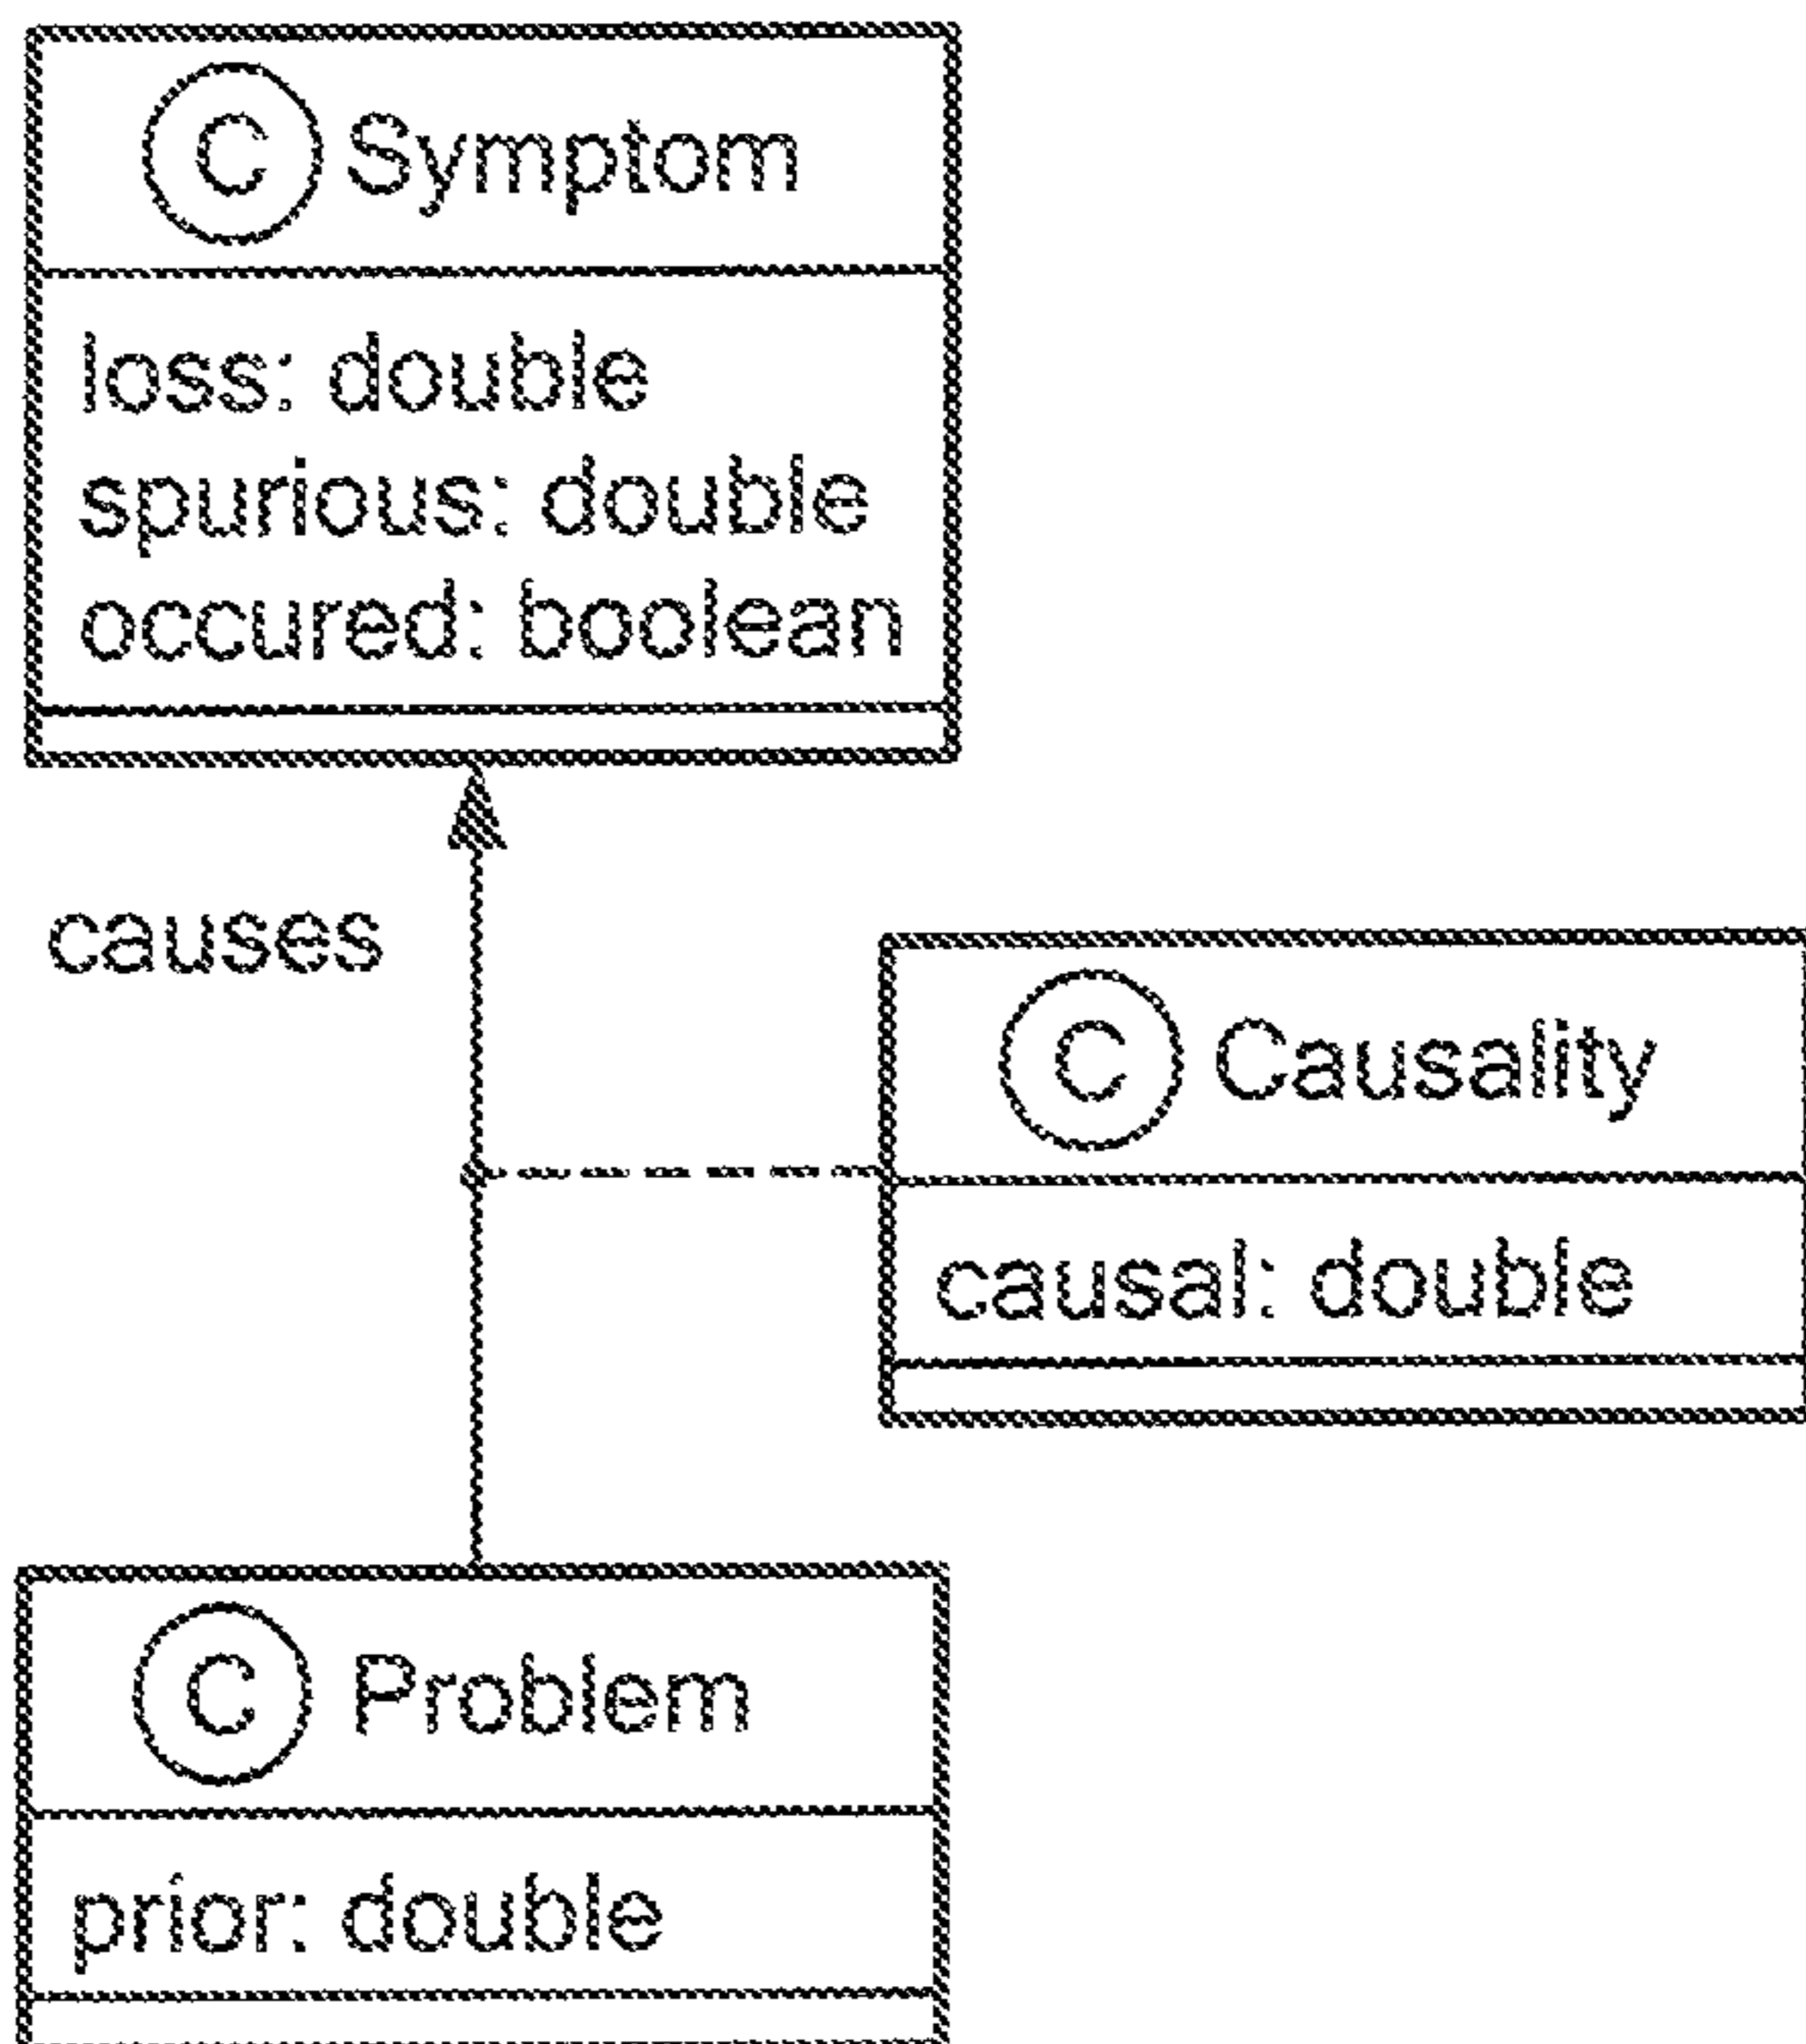 C Symptom
loss: double
spurious: double
occured: boolean
causes
C Causality
causal: double
C Problem
prior: double